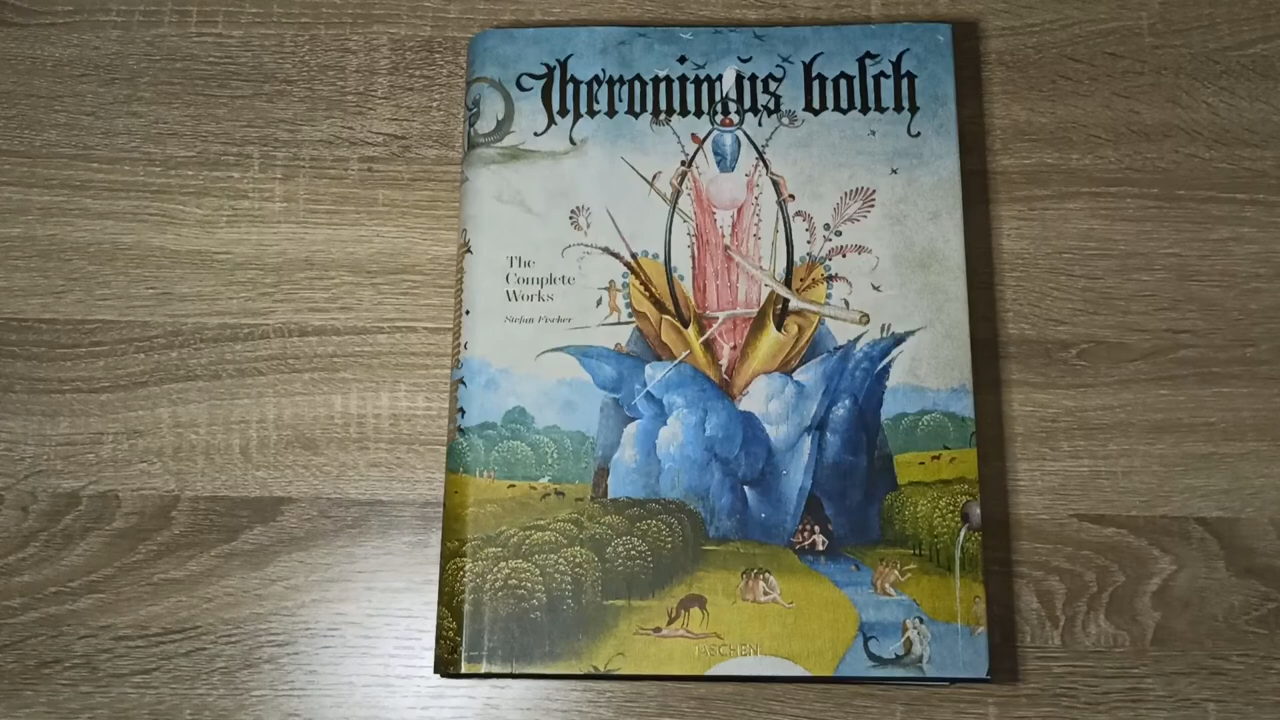 Jheronimus boſch
The
Complete
Works
Stefan Fischer
TASCHEN